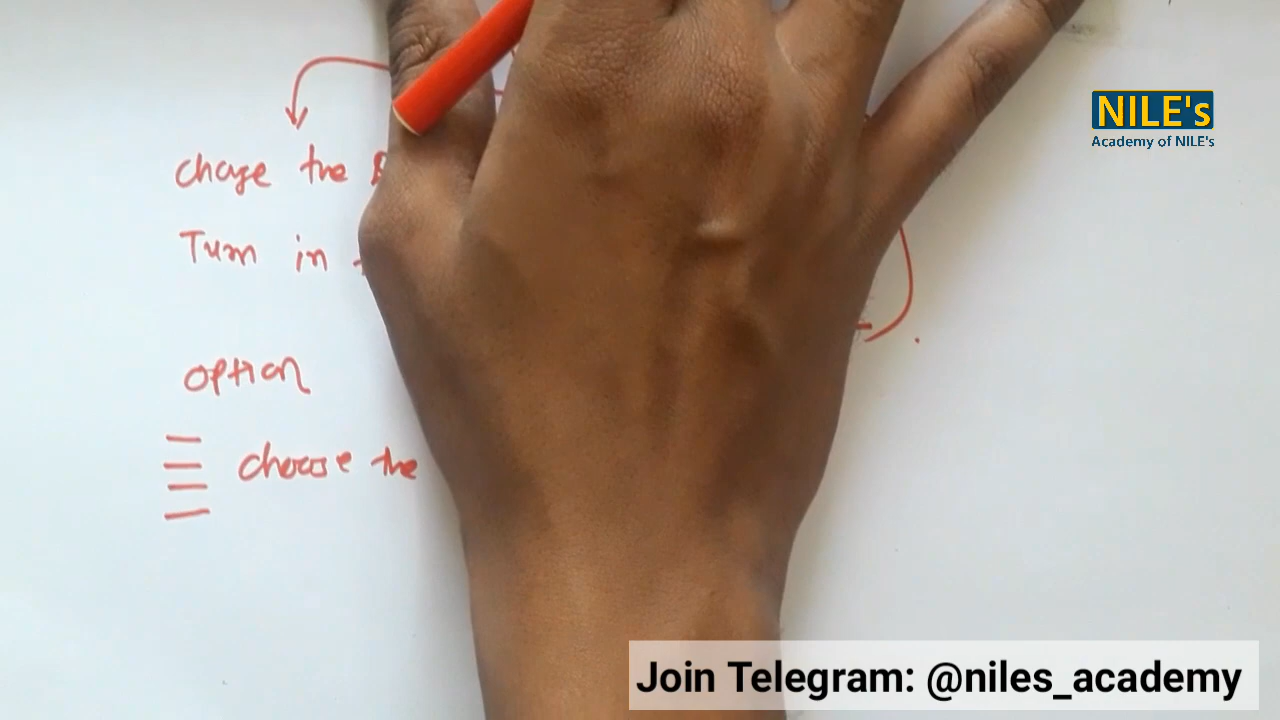 NILE's
Academy of NILE's
chage the
Turn in
option
choose the
Join Telegram: @niles_academy